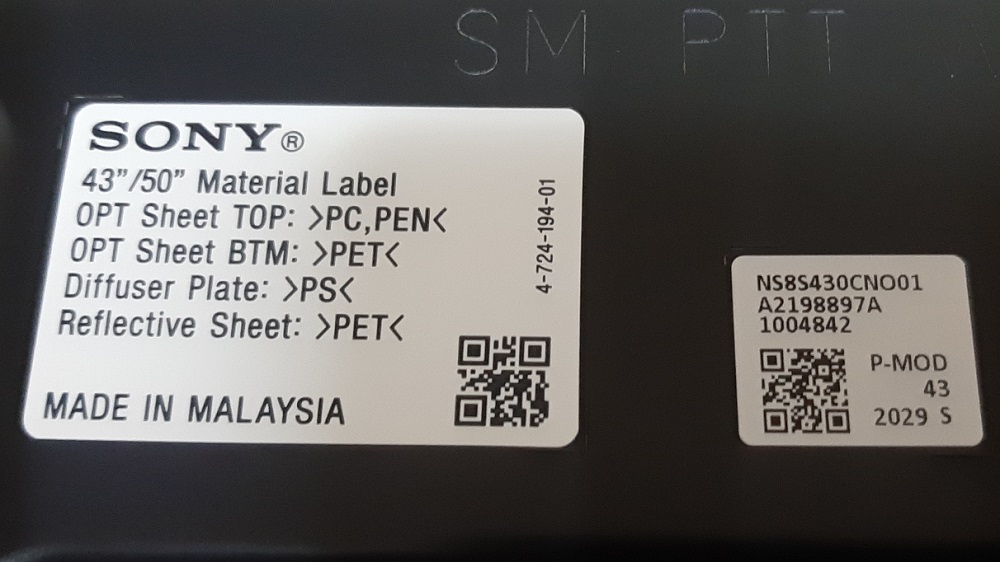 SM PTT
SONY®
43”/50” Material Label
OPT Sheet TOP: >PC,PEN<
OPT Sheet BTM: >PET<
Diffuser Plate: >PS<
Reflective Sheet: >PET<
MADE IN MALAYSIA
4-724-194-01
NS8S430CNO01
A2198897A
1004842
P-MOD
43
2029 S